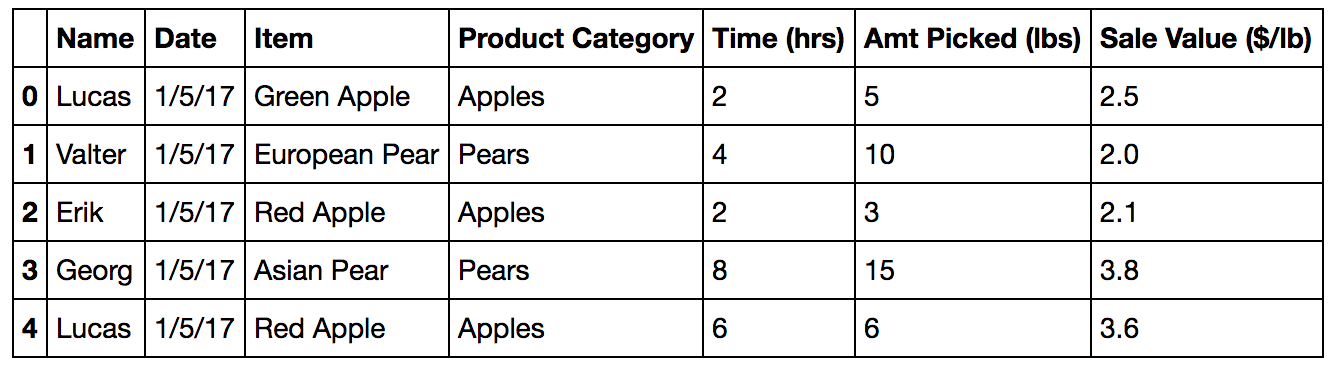 Name Date Item Product Category Time (hrs) Amt Picked (lbs) Sale Value ($/lb)
0 Lucas 1/5/17 Green Apple Apples 2 5 2.5
1 Valter 1/5/17 European Pear Pears 4 10 2.0
2 Erik 1/5/17 Red Apple Apples 2 3 2.1
3 Georg 1/5/17 Asian Pear Pears 8 15 3.8
4 Lucas 1/5/17 Red Apple Apples 6 6 3.6